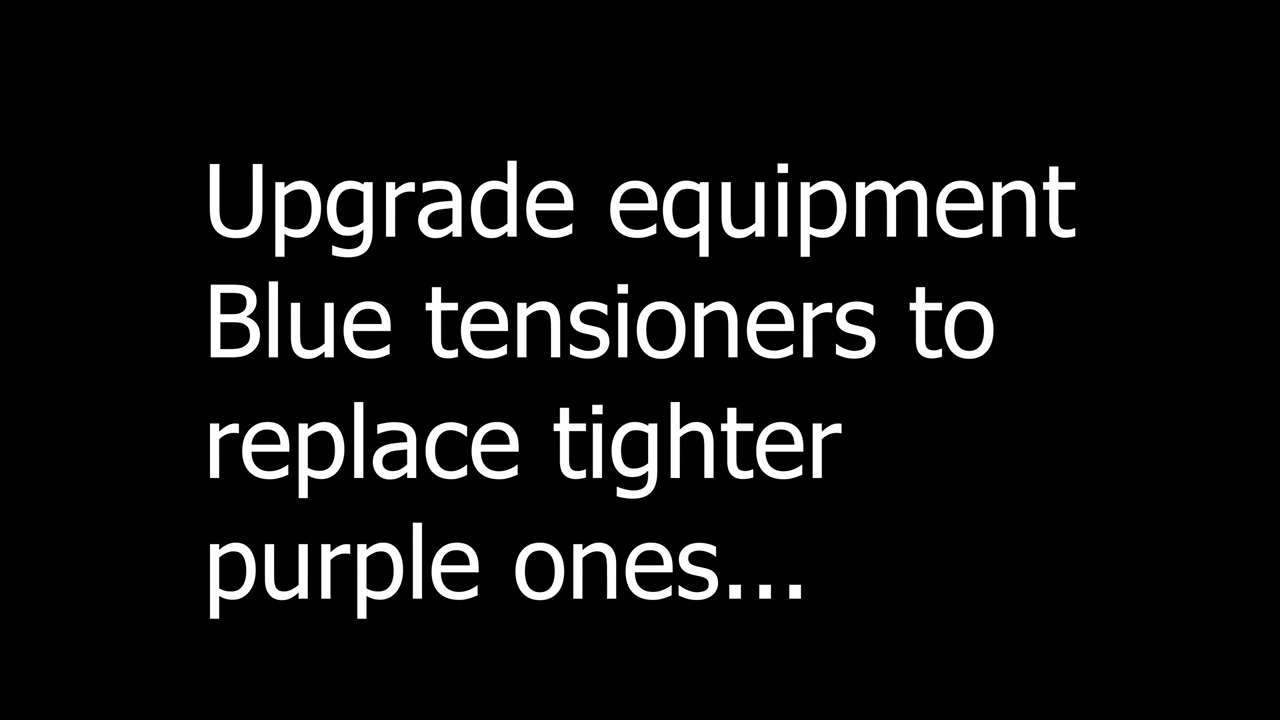 Upgrade equipment
Blue tensioners to
replace tighter
purple ones...